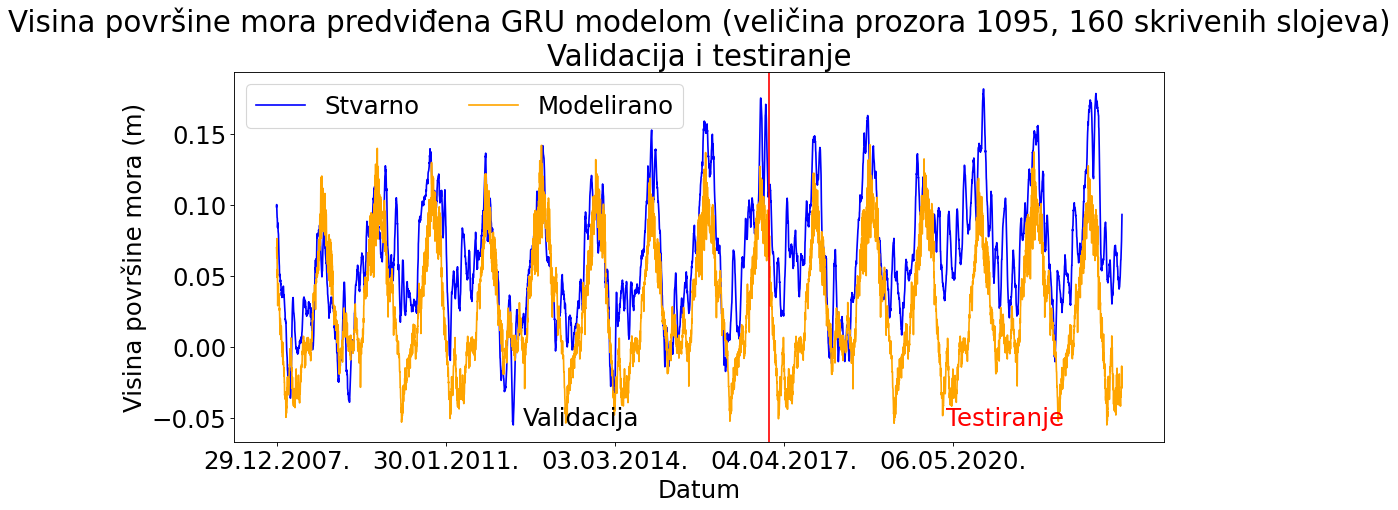 Visina površine mora predviđena GRU modelom (veličina prozora 1095, 160 skrivenih slojeva)
Validacija i testiranje
Stvarno
Modelirano
Visina površine mora (m)
0.15
0.10
0.05
0.00
−0.05
Validacija
Testiranje
29.12.2007.
30.01.2011.
03.03.2014.
04.04.2017.
06.05.2020.
Datum